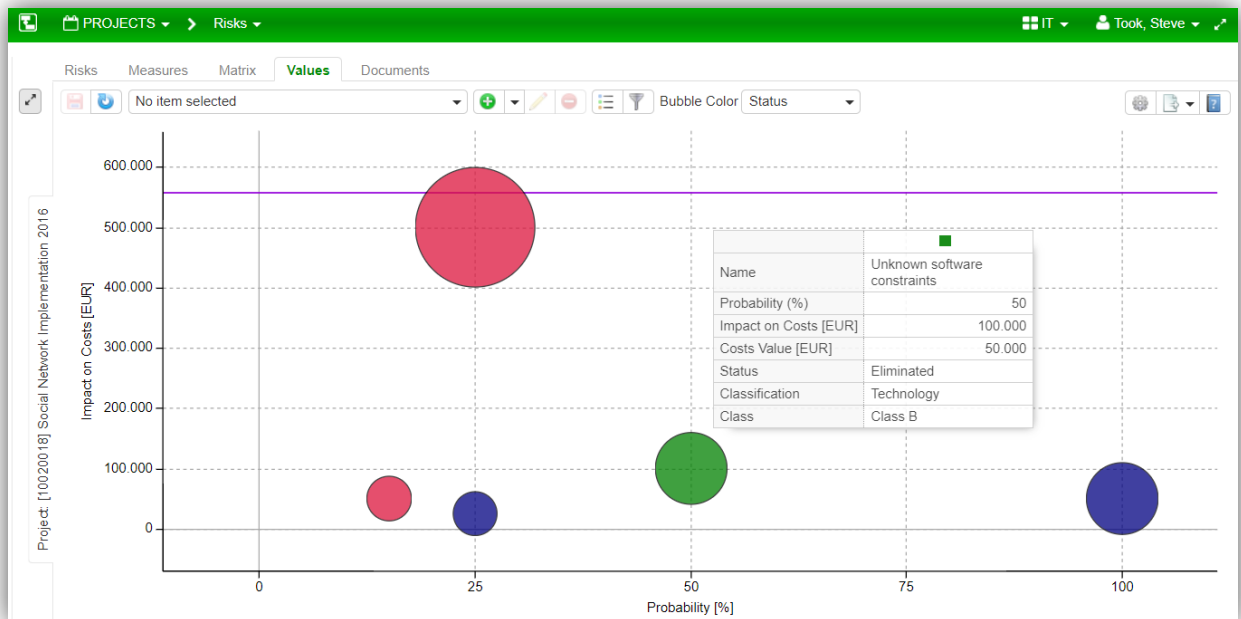 PROJECTS
Risks
IT
Took, Steve
Risks
Measures
Matrix
Values
Documents
No item selected
Bubble Color
Status
?
Project: [10020018] Social Network Implementation 2016
Impact on Costs [EUR]
600.000
500.000
400.000
300.000
200.000
100.000
0
Name
Unknown software
constraints
Probability (%)
50
Impact on Costs [EUR]
100.000
Costs Value [EUR]
50.000
Status
Eliminated
Classification
Technology
Class
Class B
0
25
50
75
100
Probability [%]